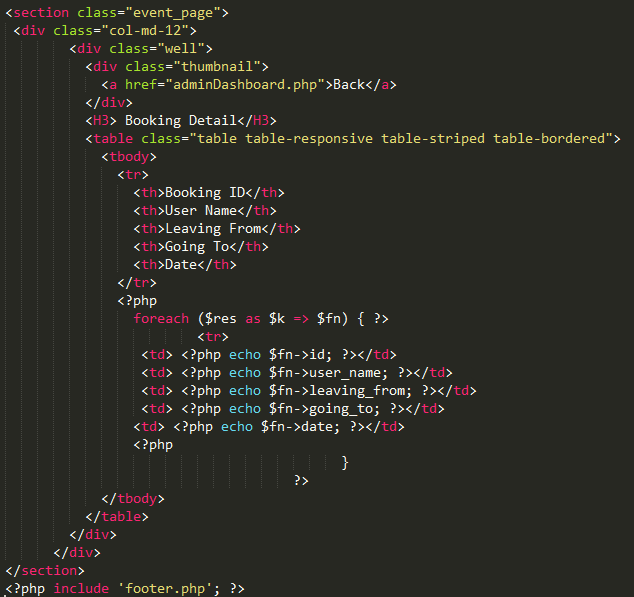 <section class="event_page">
<div class="col-md-12">
<div class="well">
<div class="thumbnail">
<a href="adminDashboard.php">Back</a>
</div>
<H3> Booking Detail</H3>
<table class="table table-responsive table-striped table-bordered">
<tbody>
<tr>
<th>Booking ID</th>
<th>User Name</th>
<th>Leaving From</th>
<th>Going To</th>
<th>Date</th>
</tr>
<?php
foreach ($res as $k => $fn) { ?>
<tr>
<td> <?php echo $fn->id; ?></td>
<td> <?php echo $fn->user_name; ?></td>
<td> <?php echo $fn->leaving_from; ?></td>
<td> <?php echo $fn->going_to; ?></td>
<td> <?php echo $fn->date; ?></td>
<?php
}
?>
</tbody>
</table>
</div>
</div>
</section>
<?php include 'footer.php'; ?>